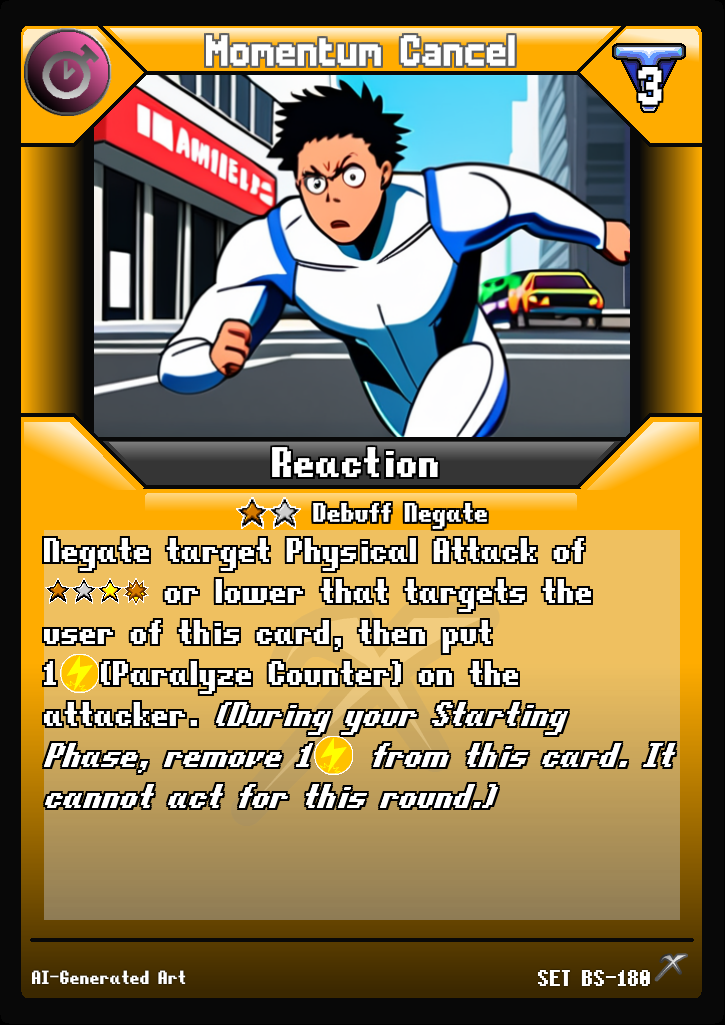 Momentum Cancel
3
Reaction
Debuff Negate
Negate target Physical Attack of
or lower that targets the
user of this card, then put
1 (Paralyze Counter) on the
attacker. (During your Starting
Phase, remove 1 from this card. It
cannot act for this round.)
AI-Generated Art
SET BS-180